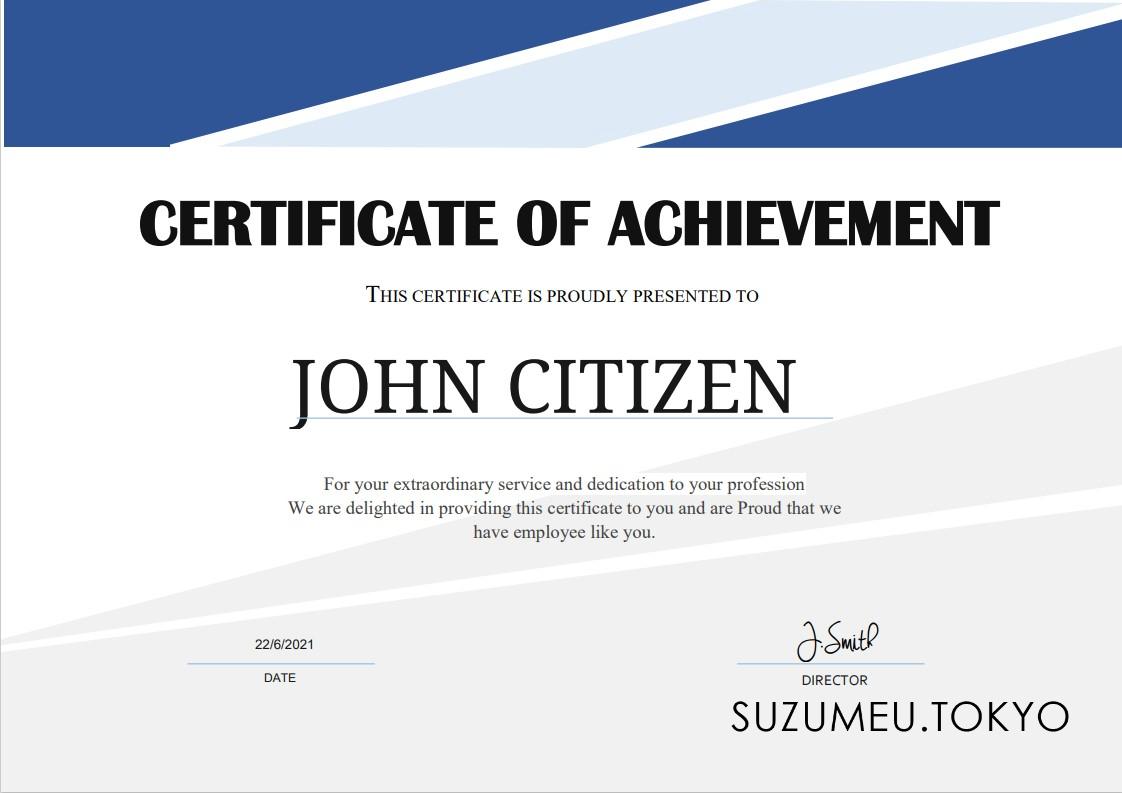 CERTIFICATE OF ACHIEVEMENT
THIS CERTIFICATE IS PROUDLY PRESENTED TO
JOHN CITIZEN
For your extraordinary service and dedication to your profession
We are delighted in providing this certificate to you and are Proud that we
have employee like you.
22/6/2021
DATE
J.Smith
DIRECTOR
SUZUMEU.TOKYO